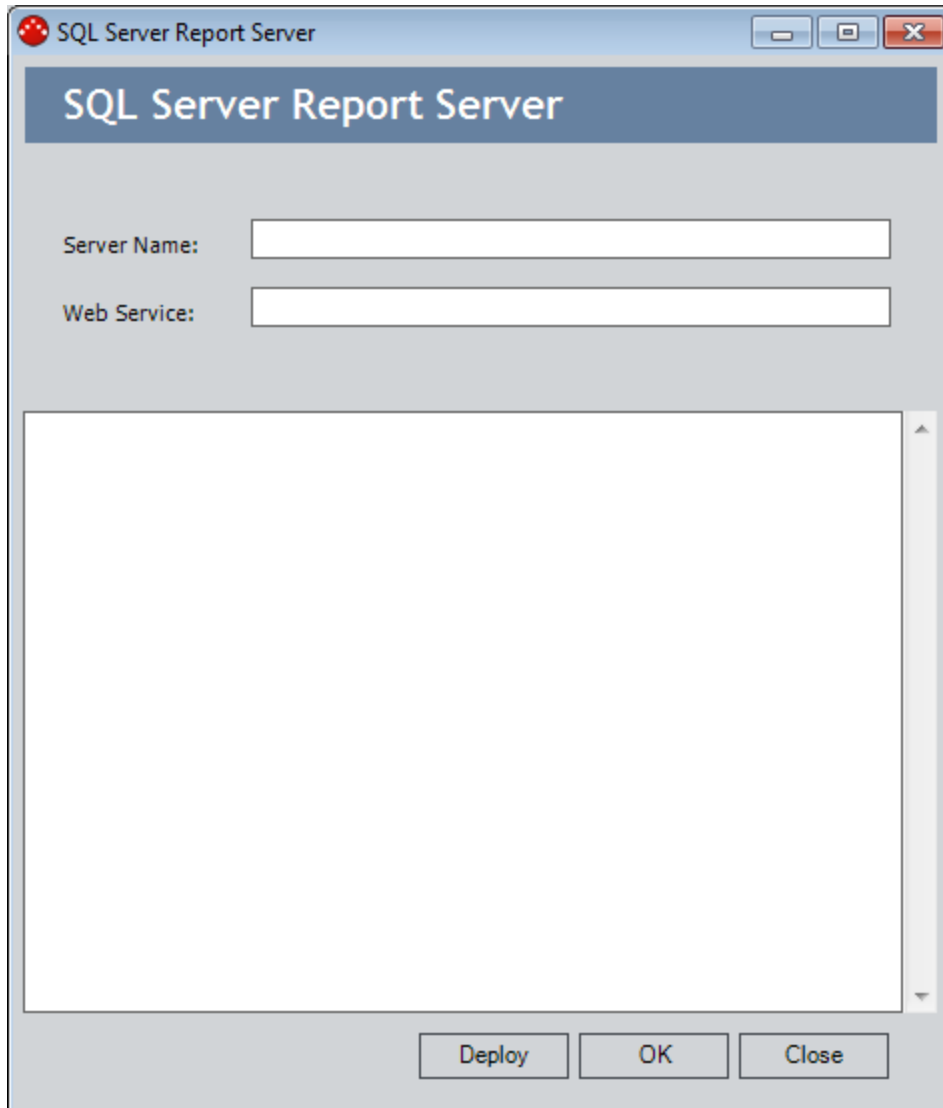 SQL Server Report Server
SQL Server Report Server
Server Name:
Web Service:
Deploy OK Close